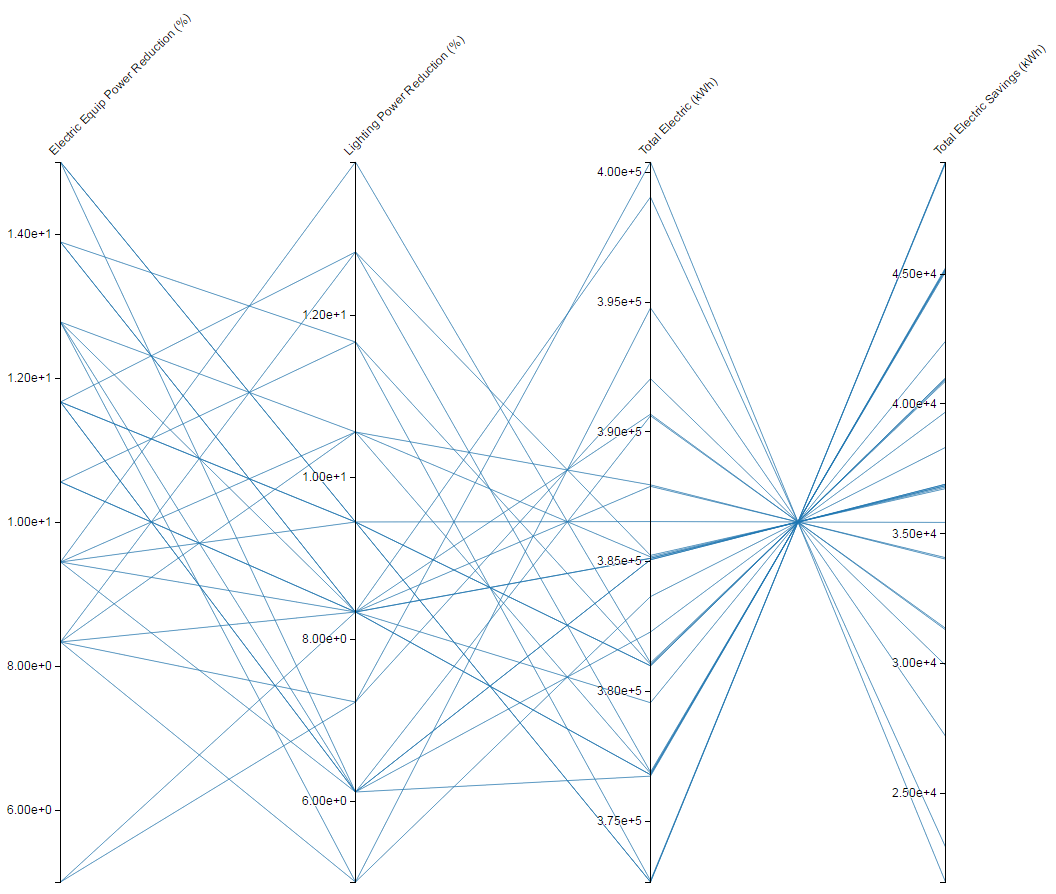 Electric Equip Power Reduction (%)
Lighting Power Reduction (%)
Total Electric (kWh)
Total Electric Savings (kWh)
1.40e+1
1.20e+1
1.00e+1
8.00e+0
6.00e+0
1.20e+1
1.00e+1
8.00e+0
6.00e+0
4.00e+5
3.95e+5
3.90e+5
3.85e+5
3.80e+5
3.75e+5
4.50e+4
4.00e+4
3.50e+4
3.00e+4
2.50e+4